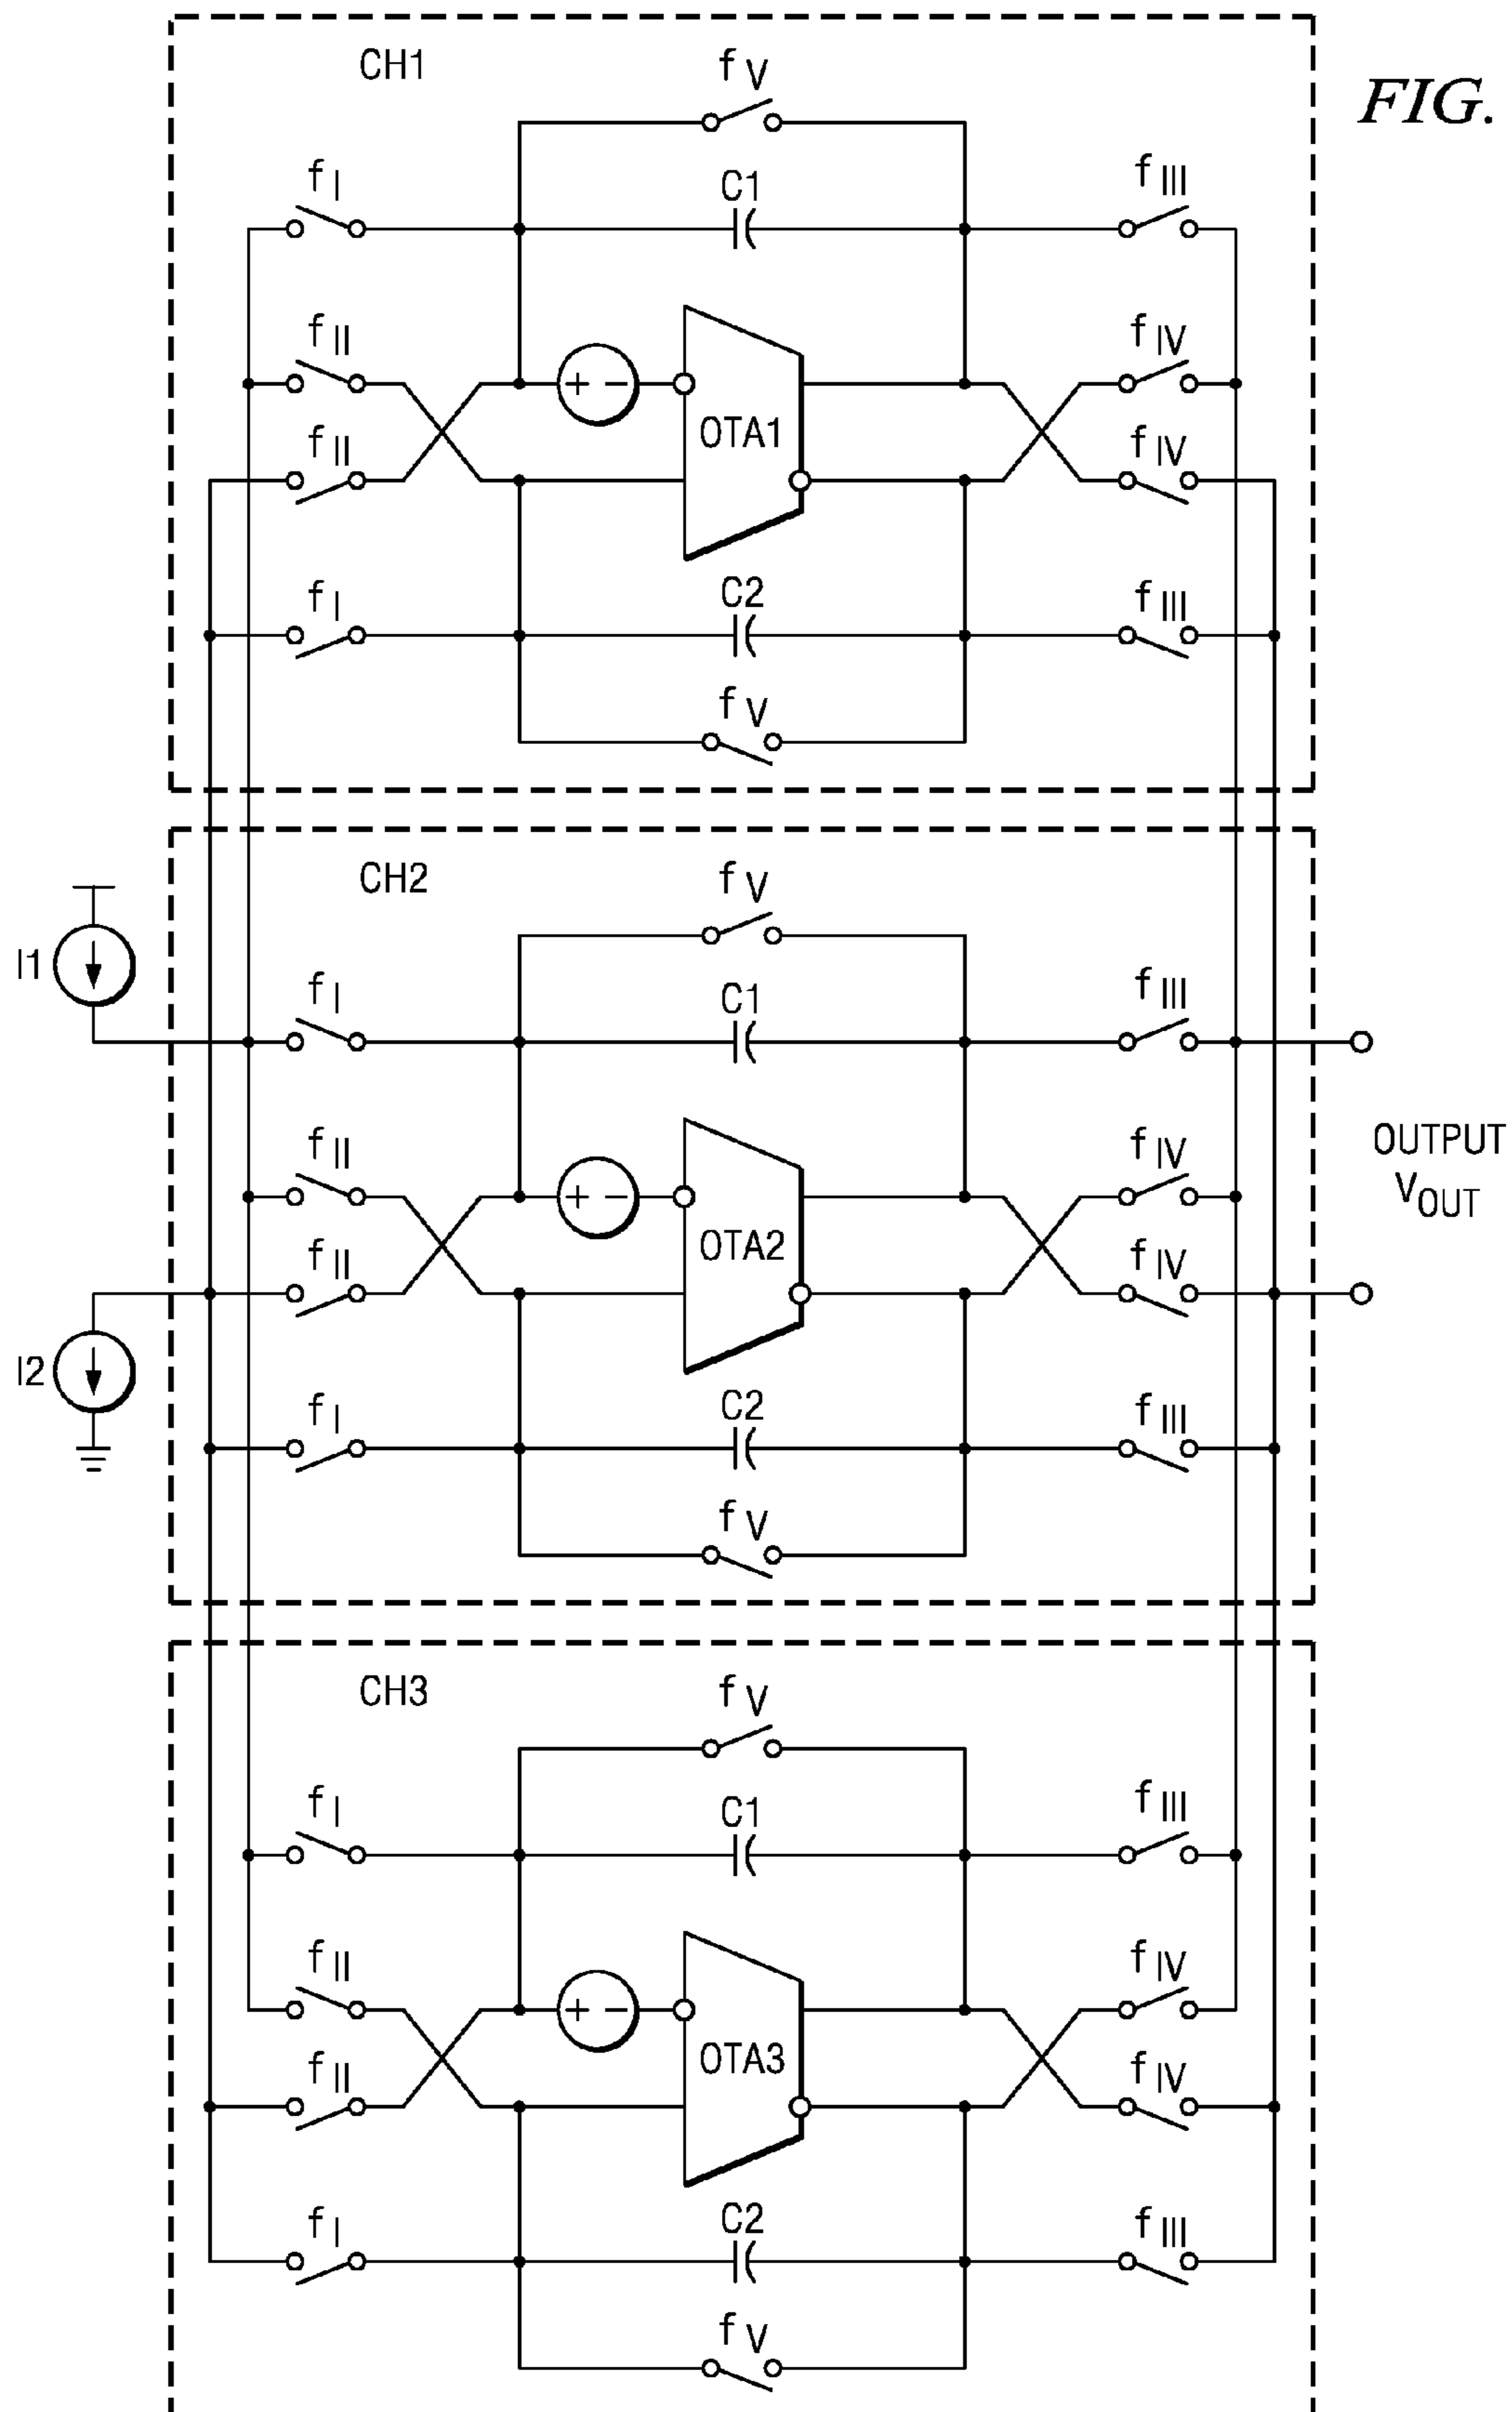 FIG.
CH1
f V
f I
C1
f III
f II
f IV
OTA1
f II
f IV
f I
C2
f III
f V
CH2
f V
I1
f I
C1
f III
f II
f IV
OUTPUT
VOUT
OTA2
f II
f IV
I2
f I
C2
f III
f V
CH3
f V
f I
C1
f III
f II
f IV
OTA3
f II
f IV
f I
C2
f III
f V